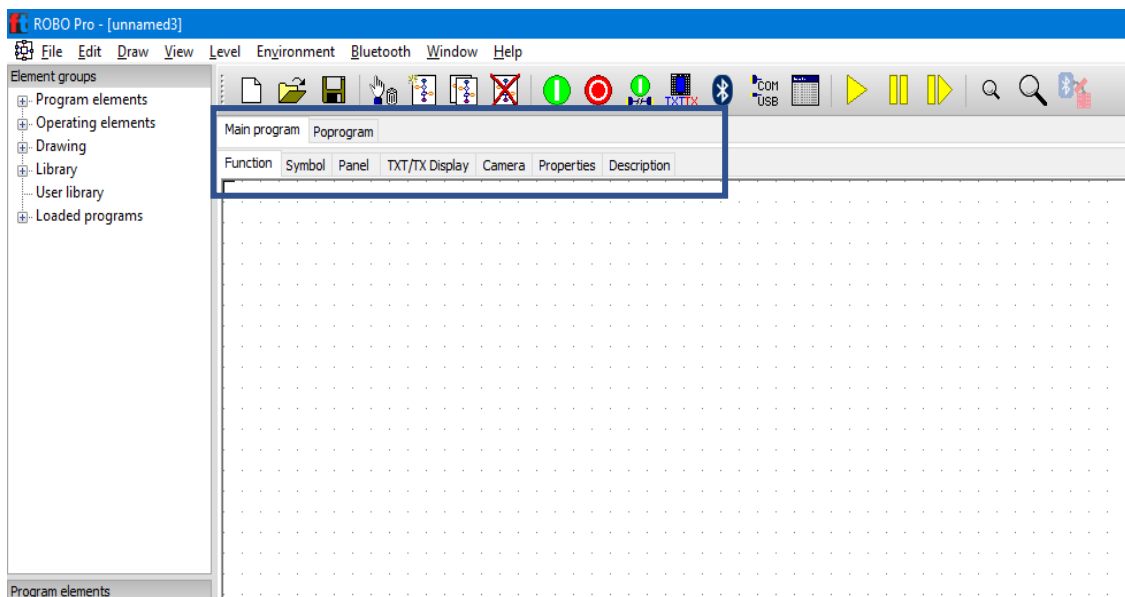 ft ROBO Pro - [unnamed3]
File Edit Draw View Level Environment Bluetooth Window Help
Element groups
Program elements
Operating elements
Drawing
Library
User library
Loaded programs
TXTTX
COM
USB
Main program Poprogram
Function Symbol Panel TXT/TX Display Camera Properties Description
Program elements